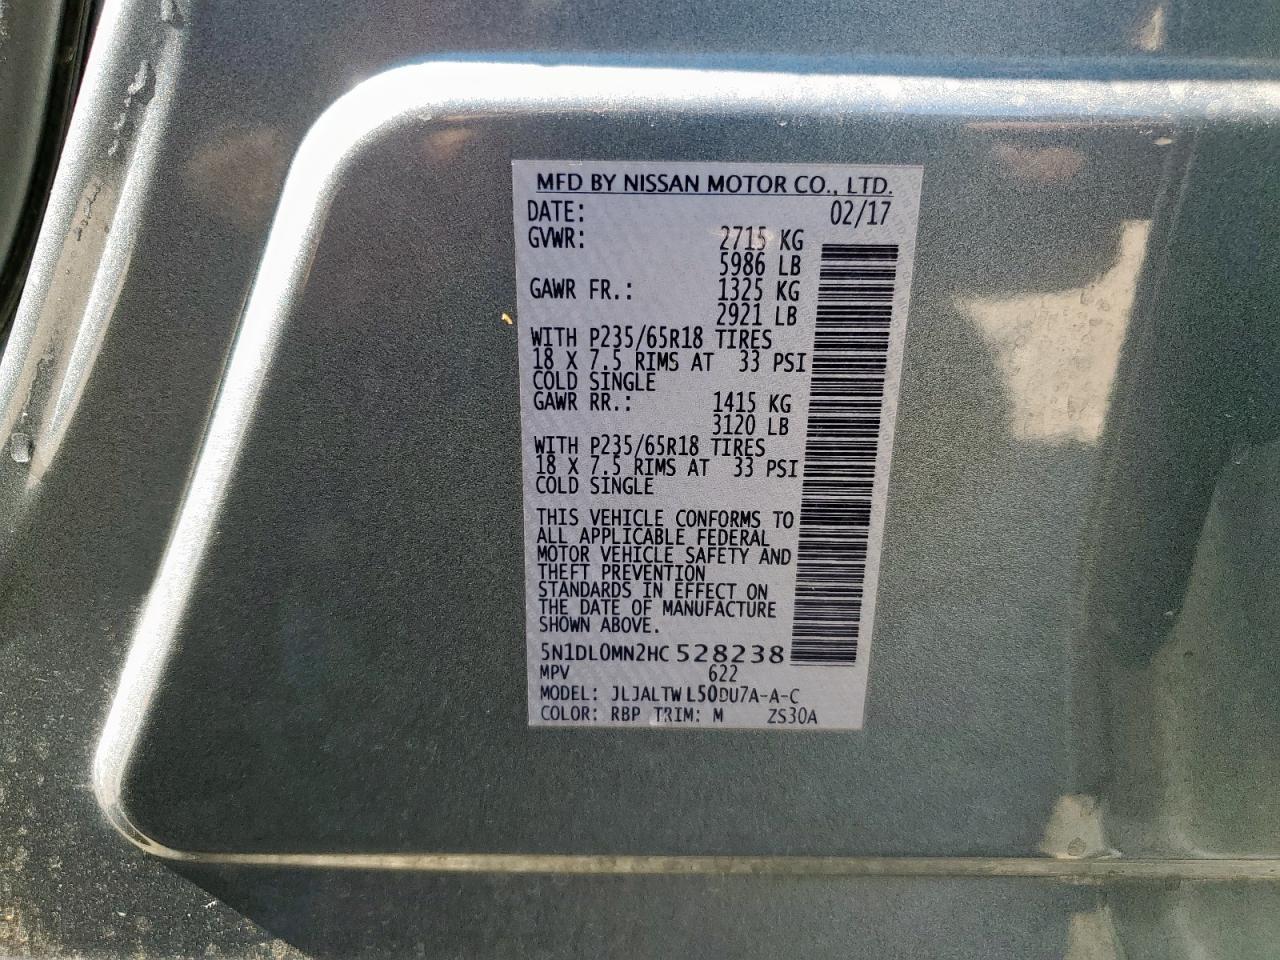 MFD BY NISSAN MOTOR CO., LTD.
DATE: 02/17
GVWR: 2715 KG
5986 LB
GAWR FR.: 1325 KG
2921 LB
WITH P235/65R18 TIRES
18 X 7.5 RIMS AT 33 PSI
COLD SINGLE
GAWR RR.: 1415 KG
3120 LB
WITH P235/65R18 TIRES
18 X 7.5 RIMS AT 33 PSI
COLD SINGLE
THIS VEHICLE CONFORMS TO
ALL APPLICABLE FEDERAL
MOTOR VEHICLE SAFETY AND
THEFT PREVENTION
STANDARDS IN EFFECT ON
THE DATE OF MANUFACTURE
SHOWN ABOVE.
5N1DL0MN2HC528238
MPV 622
MODEL: JLJALTWL50DU7A-A-C
COLOR: RBP TRIM: M ZS30A